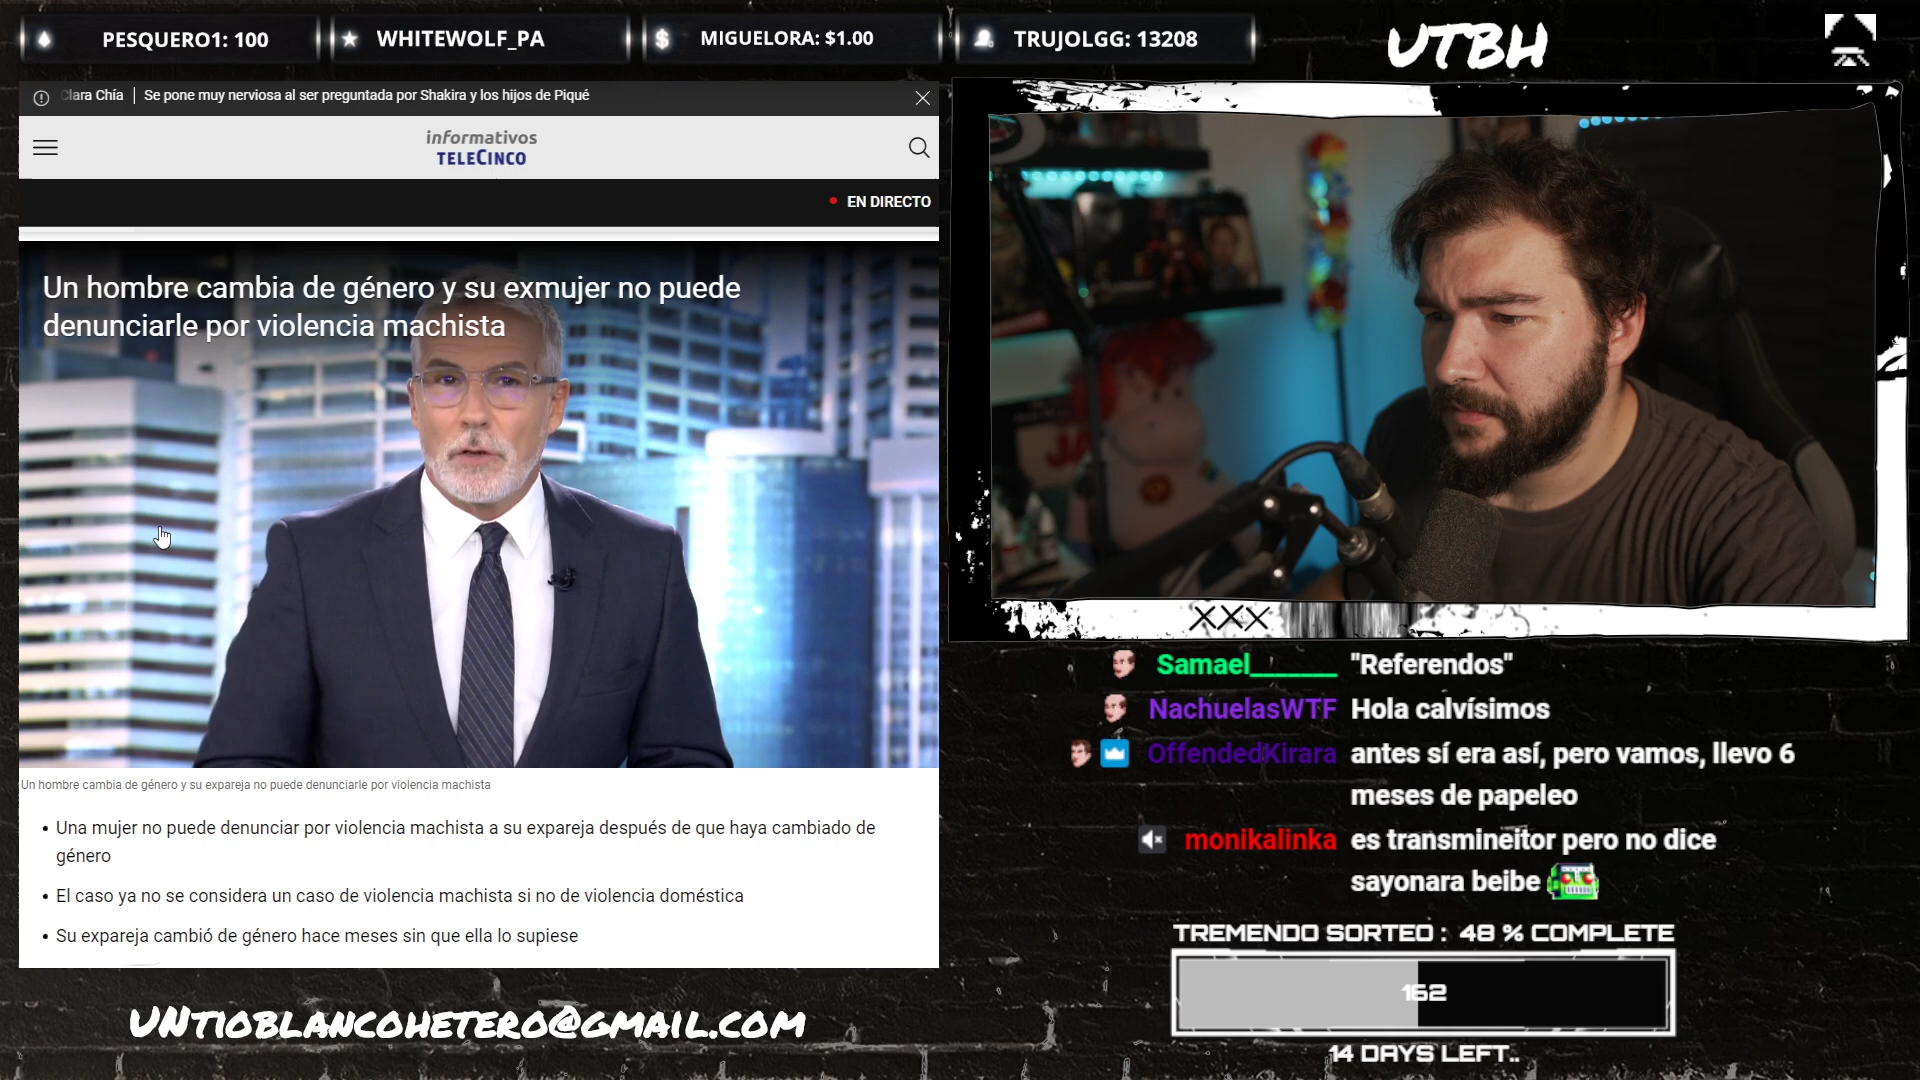 PESQUERO1: 100
WHITEWOLF_PA
MIGUELORA: $1.00
TRUJOLGG: 13208
UTBH
Clara Chía | Se pone muy nerviosa al ser preguntada por Shakira y los hijos de Piqué
informativos
TELECINCO
EN DIRECTO
Un hombre cambia de género y su exmujer no puede
denunciarle por violencia machista
Un hombre cambia de género y su expareja no puede denunciarle por violencia machista
• Una mujer no puede denunciar por violencia machista a su expareja después de que haya cambiado de
género
• El caso ya no se considera un caso de violencia machista si no de violencia doméstica
• Su expareja cambió de género hace meses sin que ella lo supiese
UNTIOBLANCOHETERO@GMAIL.COM
XXX
Samael_______ "Referendos"
NachuelasWTF Hola calvísimos
OffendedKirara antes sí era así, pero vamos, llevo 6
meses de papeleo
monikalinka es transmineitor pero no dice
sayonara beibe
TREMENDO SORTEO : 48 % COMPLETE
162
14 DAYS LEFT..